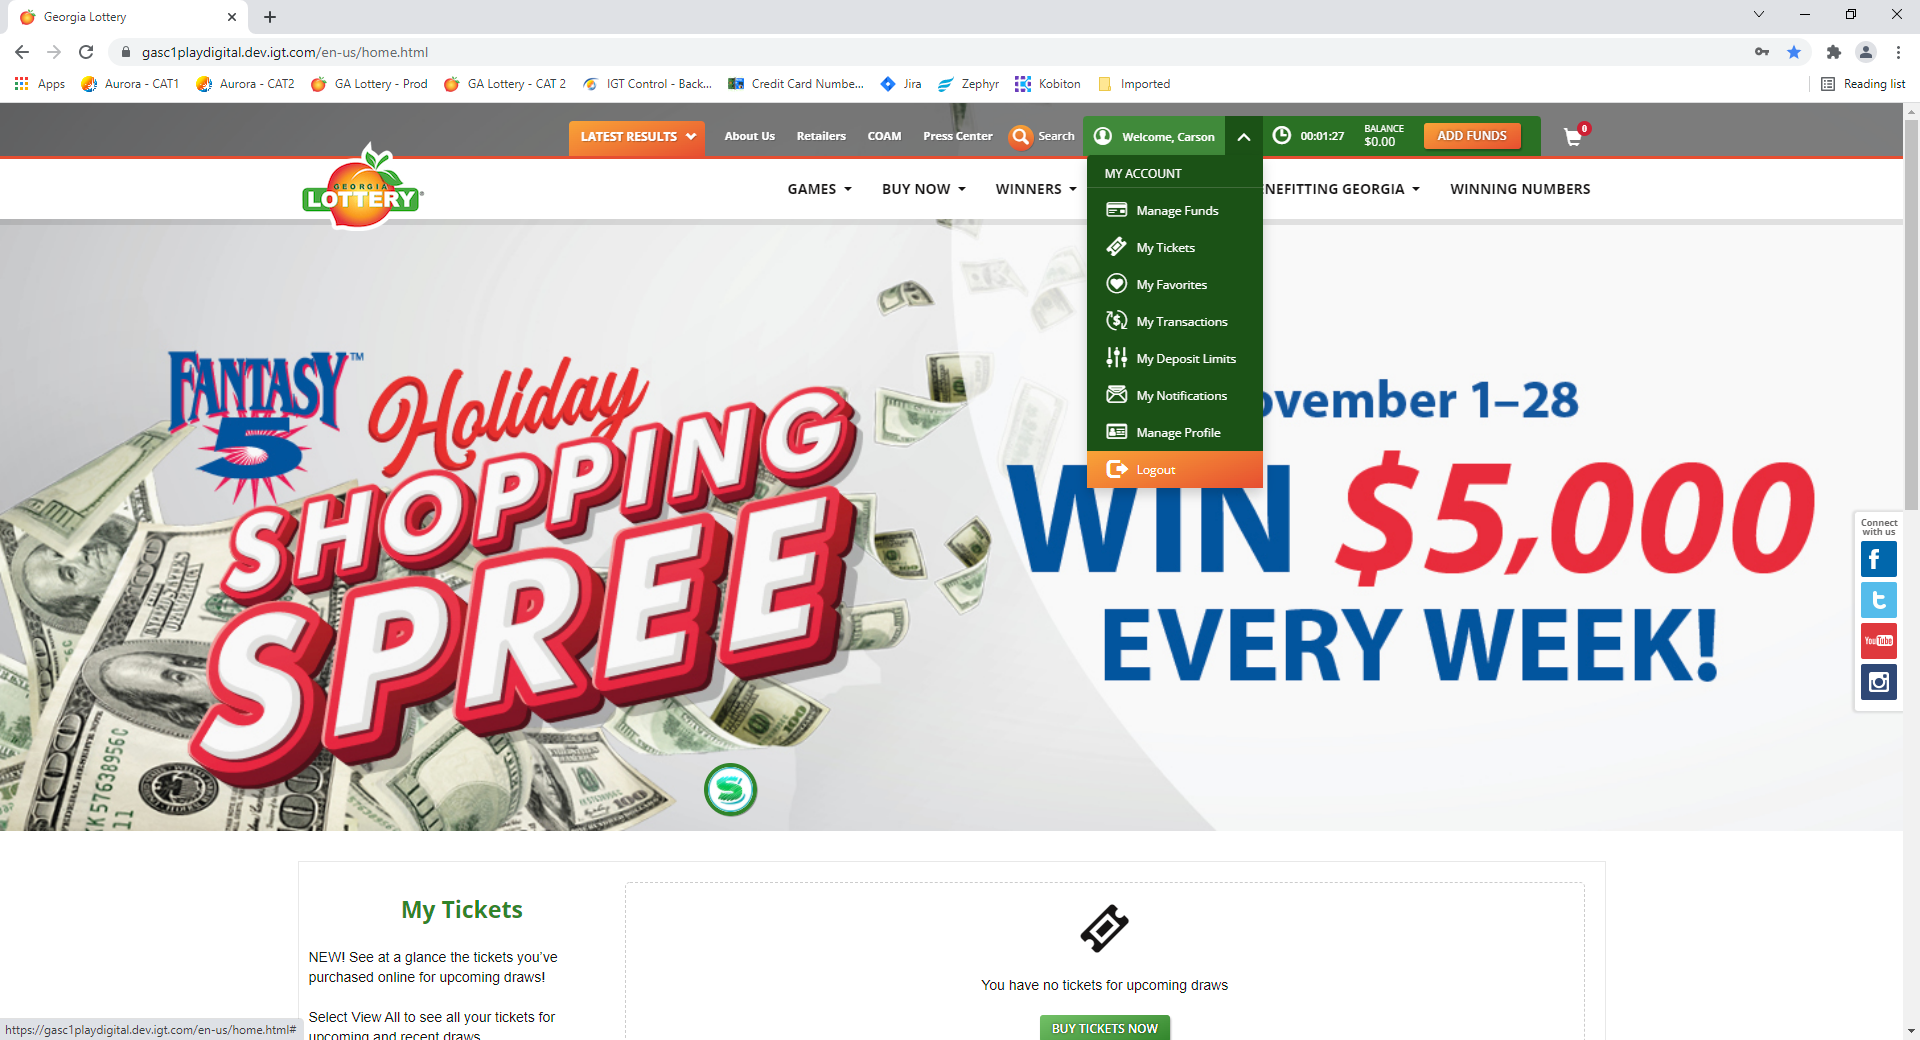 Georgia Lottery
gasc1playdigital.dev.igt.com/en-us/home.html
Apps Aurora - CAT1 Aurora - CAT2 GA Lottery - Prod GA Lottery - CAT 2 IGT Control - Back... Credit Card Numbe... Jira Zephyr Kobiton Imported Reading list
LATEST RESULTS About Us Retailers COAM Press Center Search Welcome, Carson 00:01:27 BALANCE $0.00 ADD FUNDS 0
GEORGIA
LOTTERY
GAMES BUY NOW WINNERS NEFITTING GEORGIA WINNING NUMBERS
MY ACCOUNT
Manage Funds
My Tickets
My Favorites
My Transactions
My Deposit Limits
My Notifications
Manage Profile
Logout
FANTASY™
5
Holiday
SHOPPING
SPREE
ovember 1–28
WIN $5,000
EVERY WEEK!
Connect
with us
f
t
YouTube
KK57638956C
11
100
100
S
My Tickets
NEW! See at a glance the tickets you’ve
purchased online for upcoming draws!
Select View All to see all your tickets for
upcoming and recent draws
You have no tickets for upcoming draws
BUY TICKETS NOW
https://gasc1playdigital.dev.igt.com/en-us/home.html#